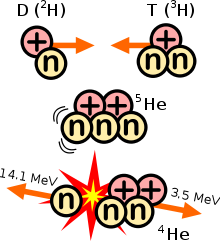 D (²H) T (³H)
+ +
n n n
⁵He
+ +
n n n
14.1 MeV
n + +
n n
3.5 MeV
⁴He